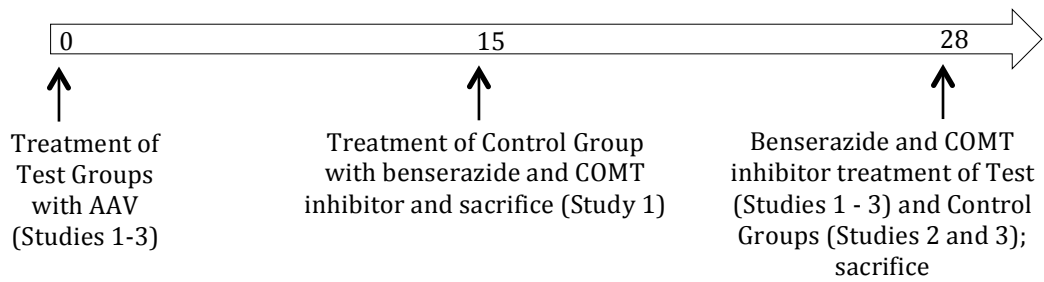 0 15 28
Treatment of
Test Groups
with AAV
(Studies 1-3)
Treatment of Control Group
with benserazide and COMT
inhibitor and sacrifice (Study 1)
Benserazide and COMT
inhibitor treatment of Test
(Studies 1 - 3) and Control
Groups (Studies 2 and 3);
sacrifice